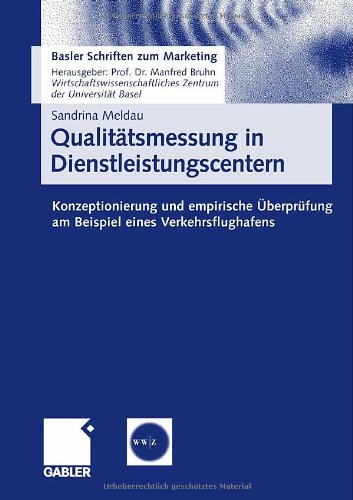 Basler Schriften zum Marketing
Herausgeber: Prof. Dr. Manfred Bruhn
Wirtschaftswissenschaftliches Zentrum
der Universität Basel
Sandrina Meldau
Qualitätsmessung in
Dienstleistungscentern
Konzeptionierung und empirische Überprüfung
am Beispiel eines Verkehrsflughafens
GABLER
WWZ
Urheberrechtlich geschütztes Material